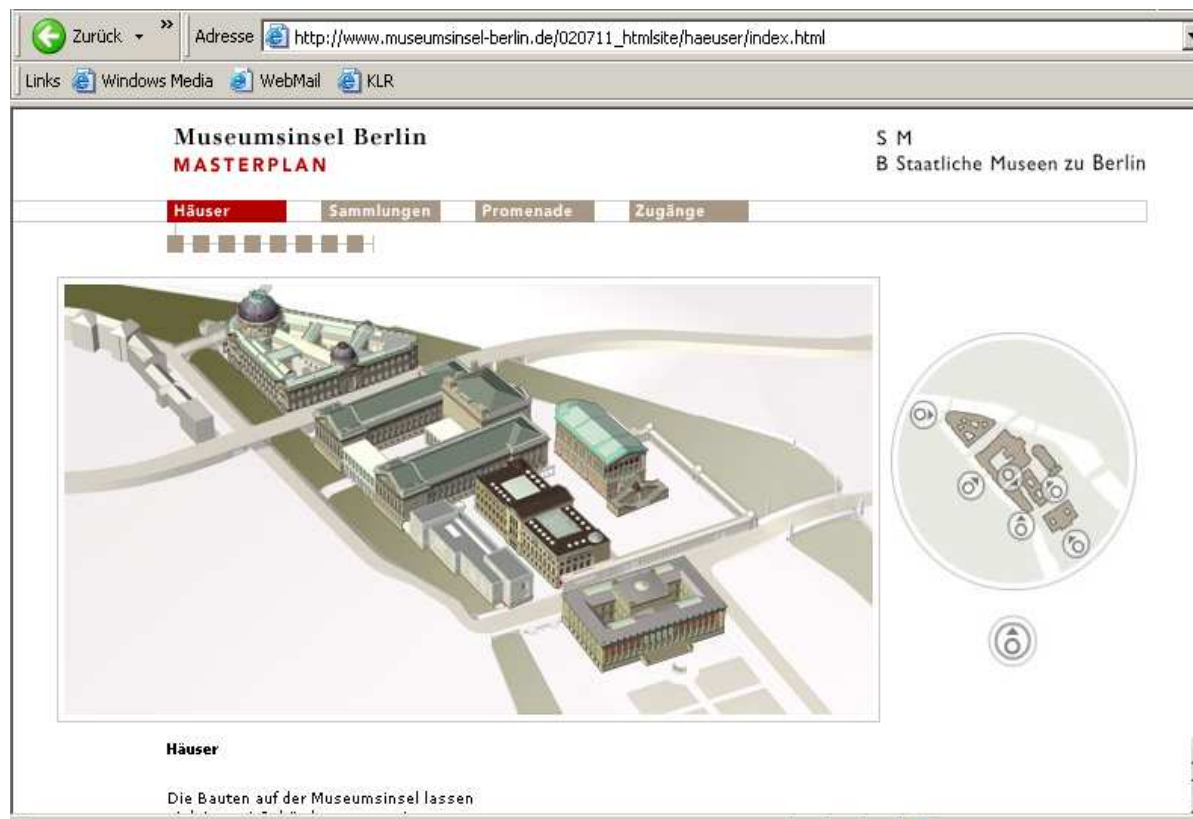 Zurück
Adresse http://www.museumsinsel-berlin.de/020711_htmlsite/haeuser/index.html
Links Windows Media WebMail KLR
Museumsinsel Berlin
MASTERPLAN
S M
B Staatliche Museen zu Berlin
Häuser Sammlungen Promenade Zugänge
Häuser
Die Bauten auf der Museumsinsel lassen